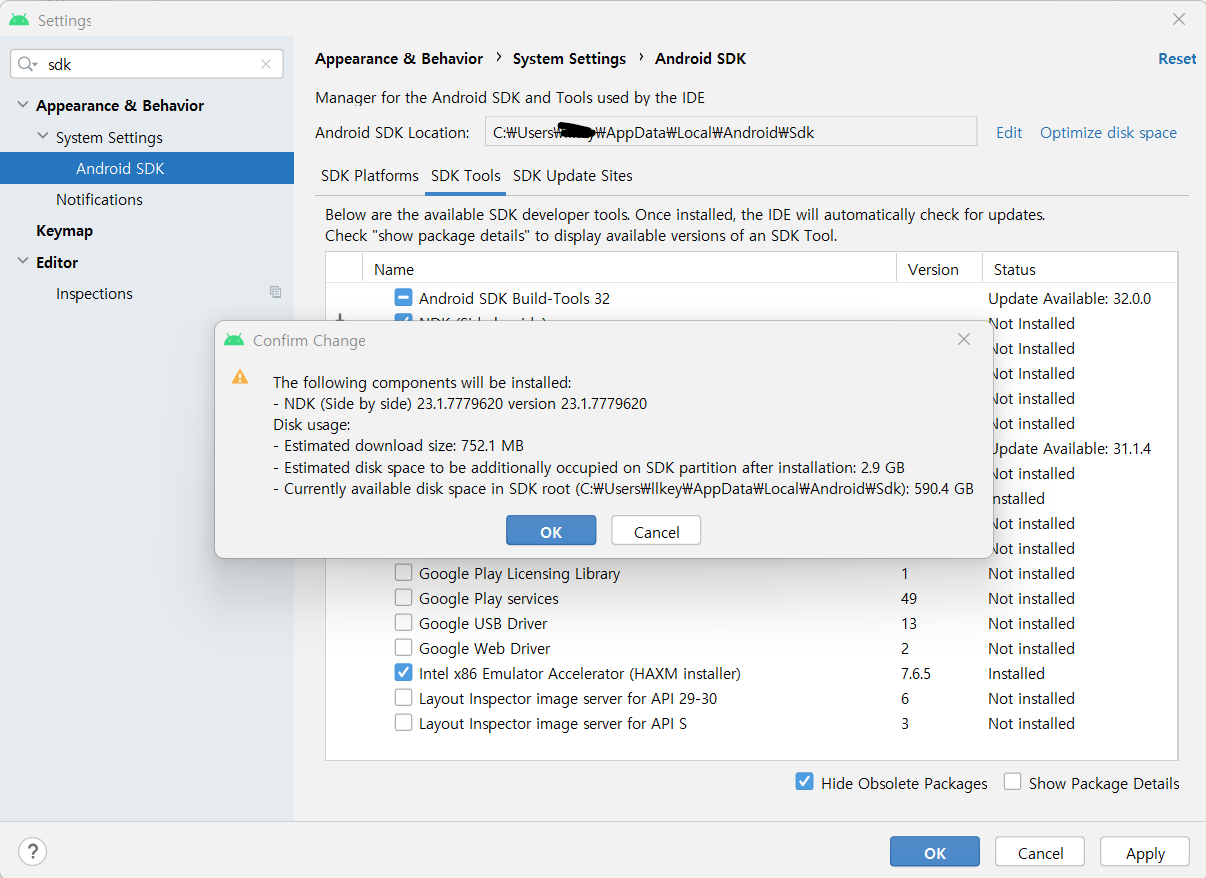 Settings
sdk
Appearance & Behavior
System Settings
Android SDK
Notifications
Keymap
Editor
Inspections
Appearance & Behavior › System Settings › Android SDK
Reset
Manager for the Android SDK and Tools used by the IDE
Android SDK Location: C:₩Users₩ ₩AppData₩Local₩Android₩Sdk Edit Optimize disk space
SDK Platforms SDK Tools SDK Update Sites
Below are the available SDK developer tools. Once installed, the IDE will automatically check for updates.
Check "show package details" to display available versions of an SDK Tool.
Name Version Status
Android SDK Build-Tools 32 Update Available: 32.0.0
NDK (Side by side) Not Installed
Not installed
Not installed
Not installed
Not installed
Update Available: 31.1.4
Not installed
Installed
Not installed
Not installed
Confirm Change
The following components will be installed:
- NDK (Side by side) 23.1.7779620 version 23.1.7779620
Disk usage:
- Estimated download size: 752.1 MB
- Estimated disk space to be additionally occupied on SDK partition after installation: 2.9 GB
- Currently available disk space in SDK root (C:₩Users₩llkey₩AppData₩Local₩Android₩Sdk): 590.4 GB
OK Cancel
Google Play Licensing Library 1 Not installed
Google Play services 49 Not installed
Google USB Driver 13 Not installed
Google Web Driver 2 Not installed
Intel x86 Emulator Accelerator (HAXM installer) 7.6.5 Installed
Layout Inspector image server for API 29-30 6 Not installed
Layout Inspector image server for API S 3 Not installed
Hide Obsolete Packages Show Package Details
?
OK Cancel Apply